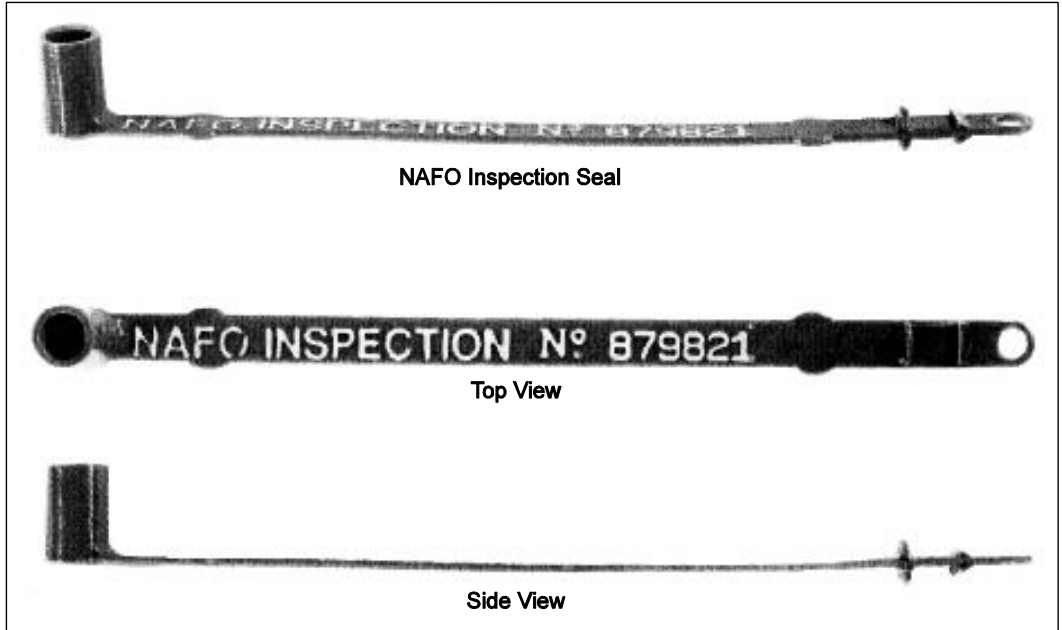 NAFO INSPECTION Nº 879821
NAFO Inspection Seal
NAFO INSPECTION Nº 879821
Top View
Side View